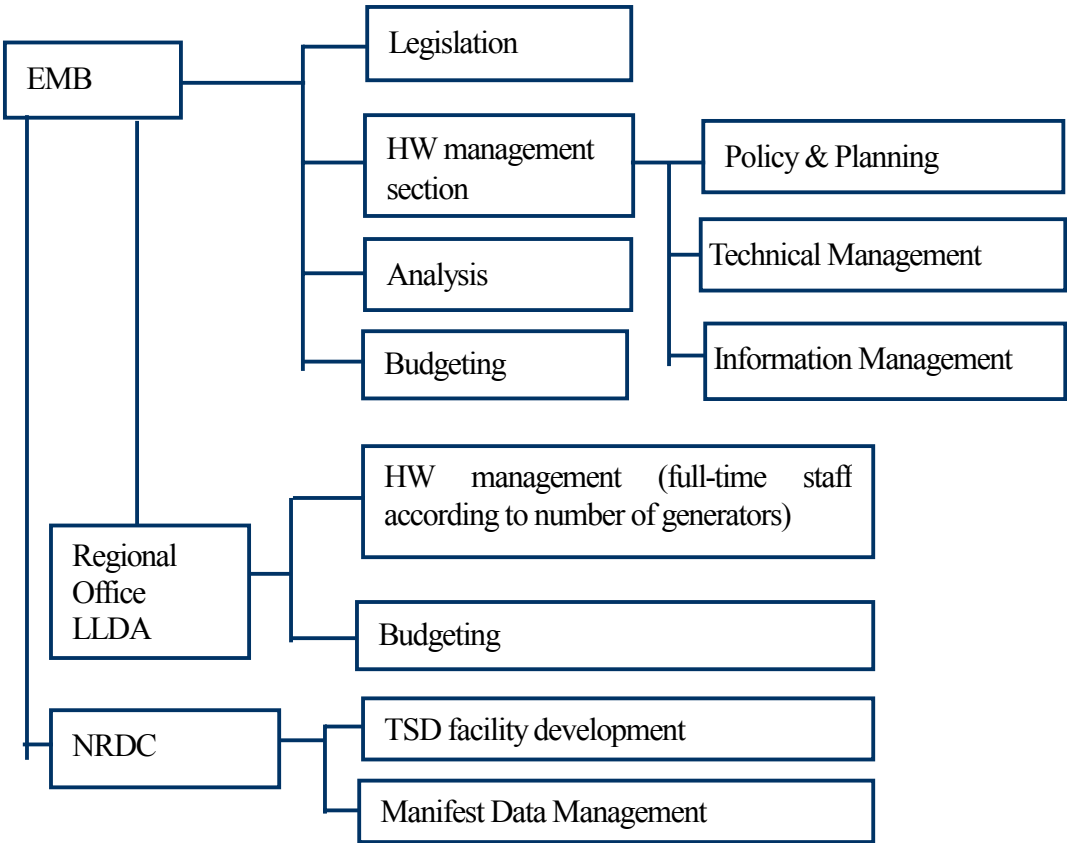 EMB
Legislation
HW management
section
Policy & Planning
Technical Management
Information Management
Analysis
Budgeting
Regional
Office
LLDA
HW management (full-time staff
according to number of generators)
Budgeting
NRDC
TSD facility development
Manifest Data Management